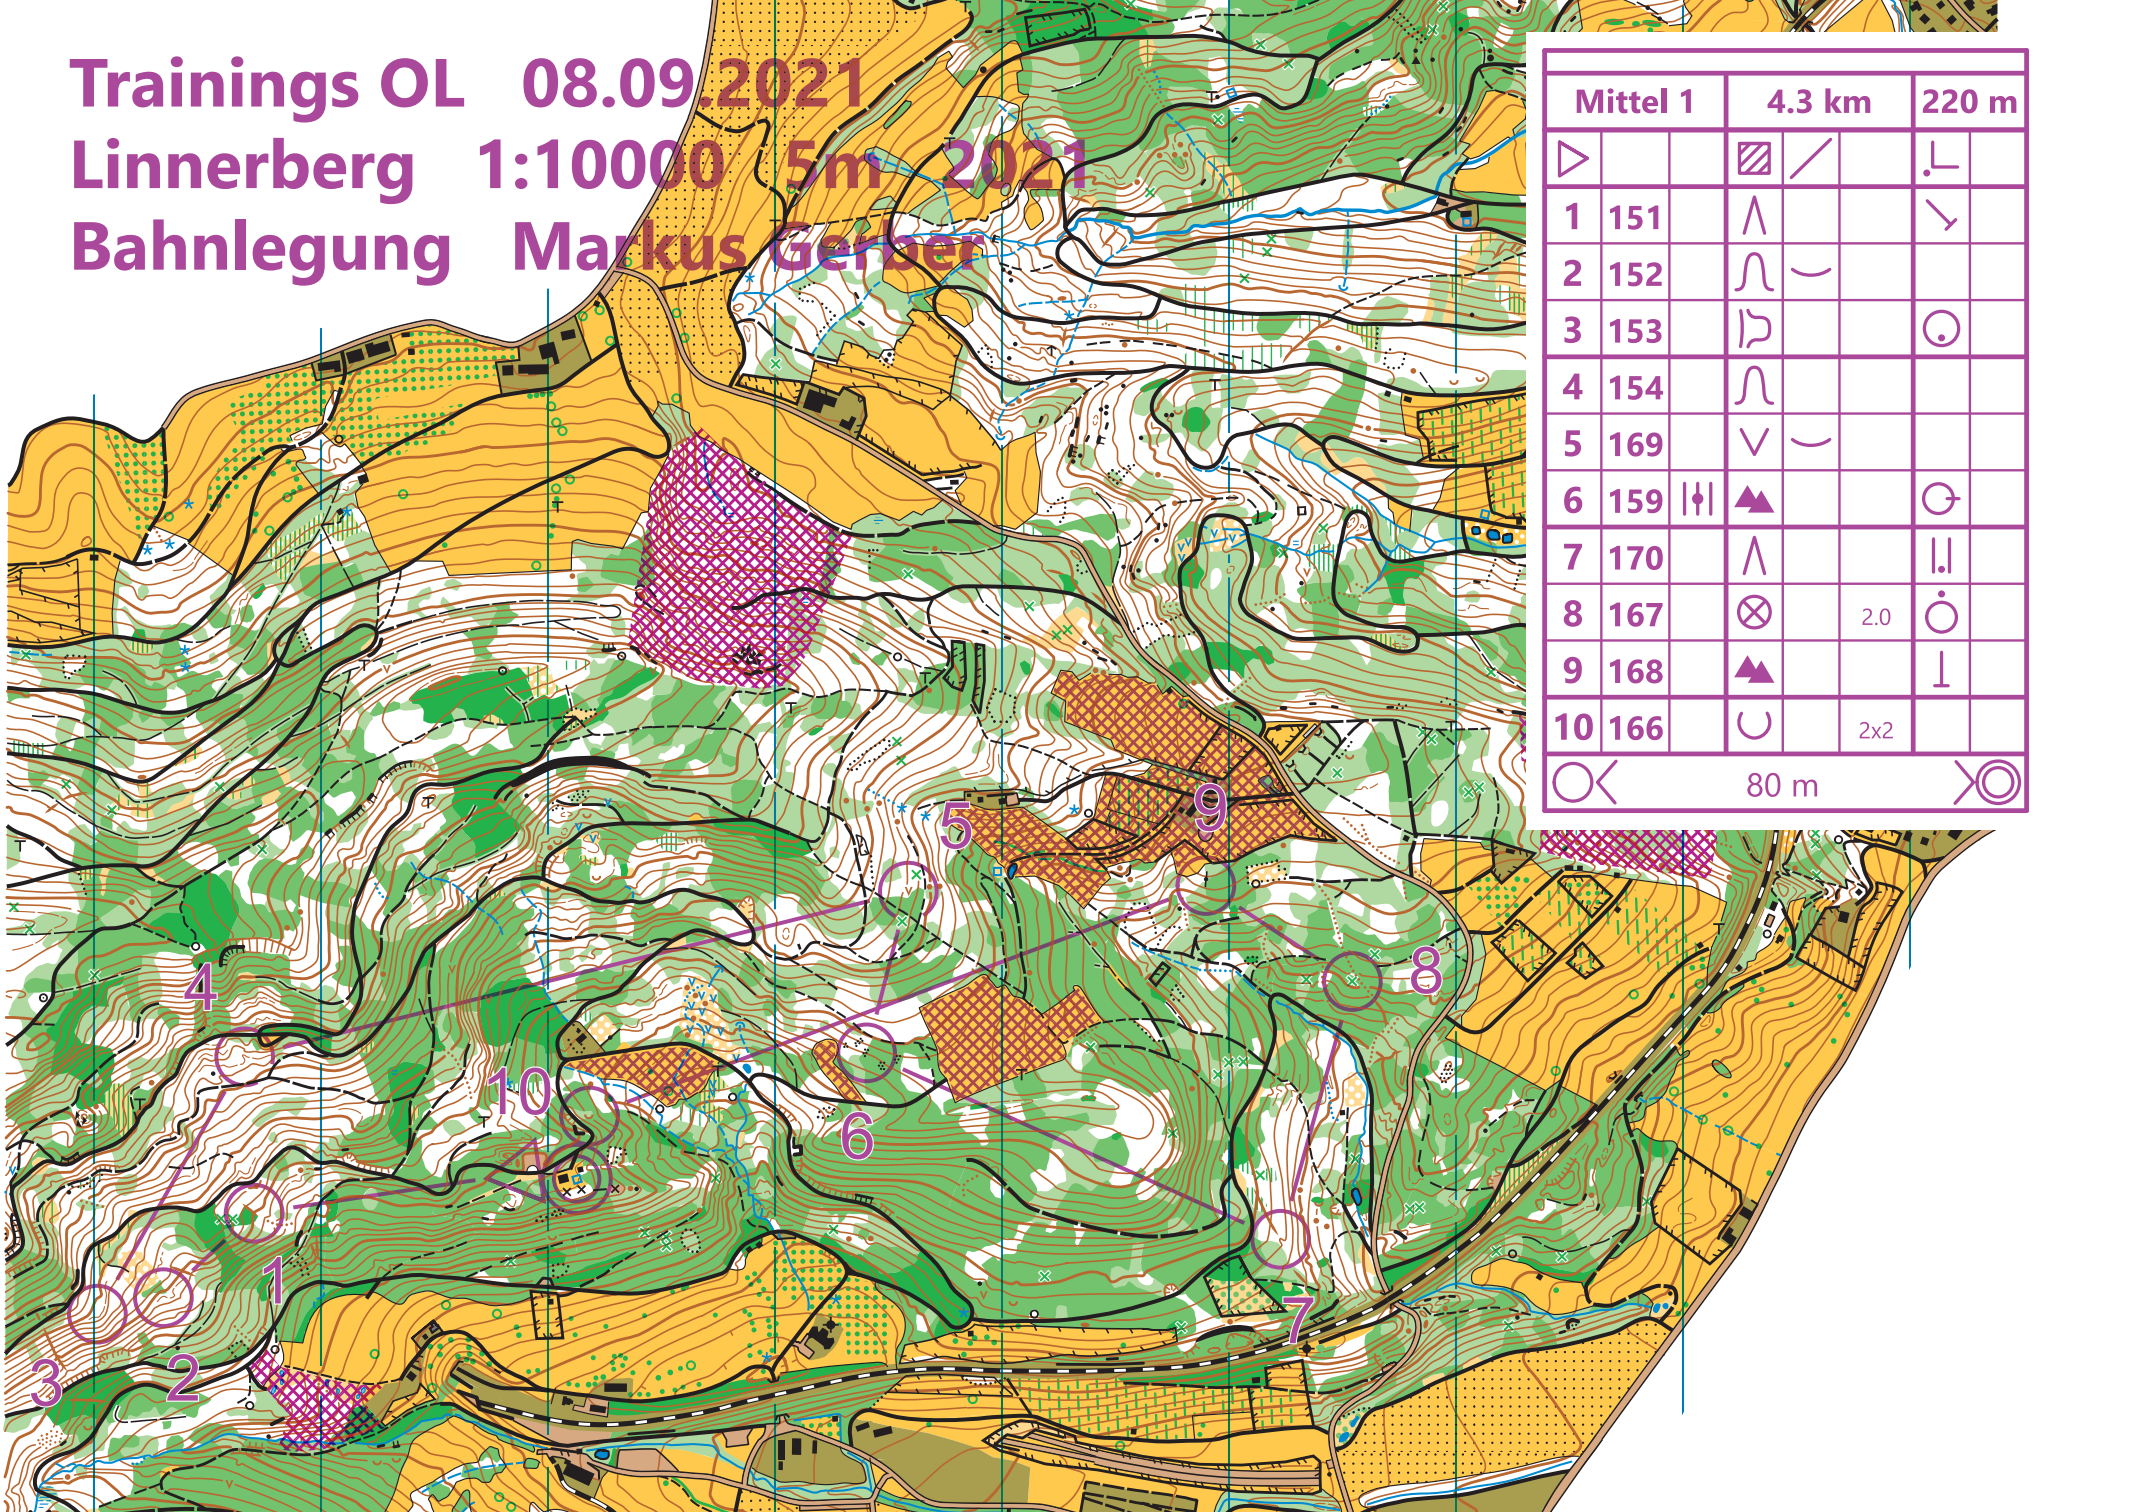 Trainings OL 08.09.2021
Linnerberg 1:10000 5m 2021
Bahnlegung Markus Gerber
Mittel 1 4.3 km 220 m
1 151
2 152
3 153
4 154
5 169
6 159
7 170
8 167 2.0
9 168
10 166 2x2
80 m
5
9
4
8
10
6
1
7
3
2